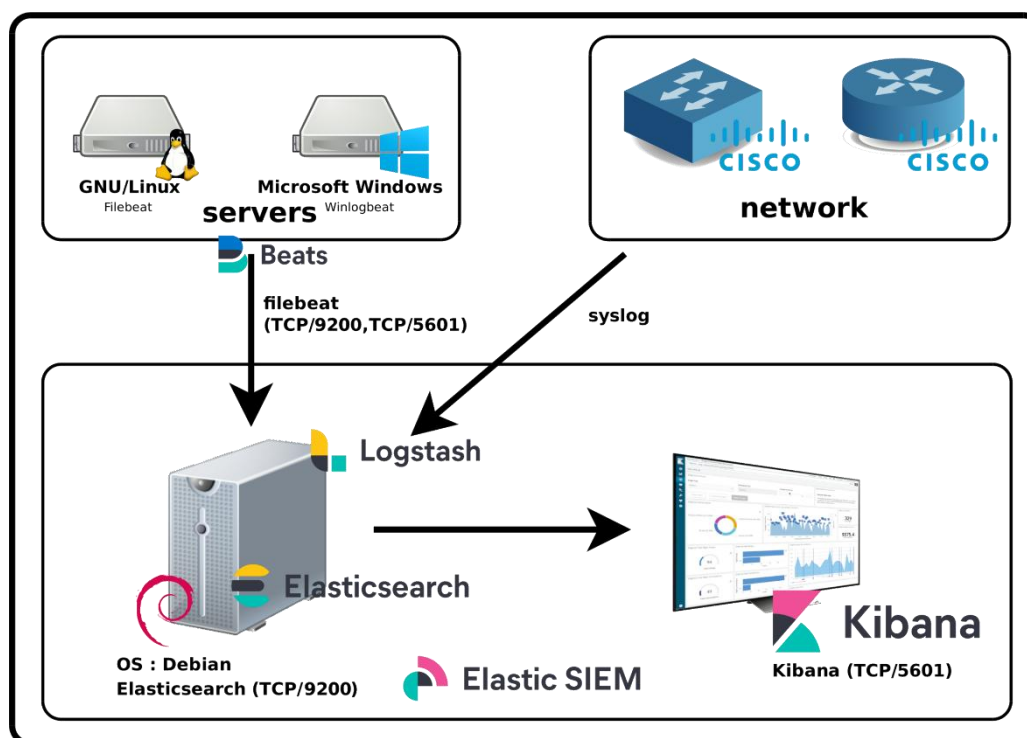 CISCO
CISCO
GNU/Linux
Filebeat
Microsoft Windows
Winlogbeat
servers
network
Beats
filebeat
(TCP/9200,TCP/5601)
syslog
Logstash
Elasticsearch
Kibana
OS : Debian
Elasticsearch (TCP/9200)
Elastic SIEM
Kibana (TCP/5601)